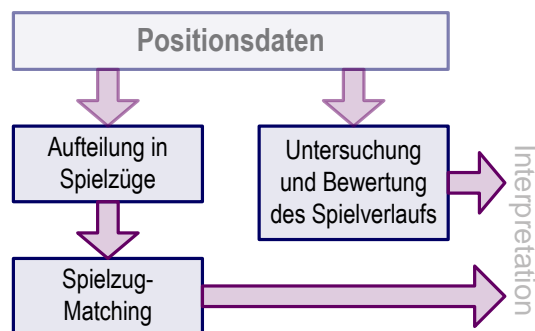 Positionsdaten
Aufteilung in
Spielzüge
Untersuchung
und Bewertung
des Spielverlaufs
Spielzug-
Matching
Interpretation